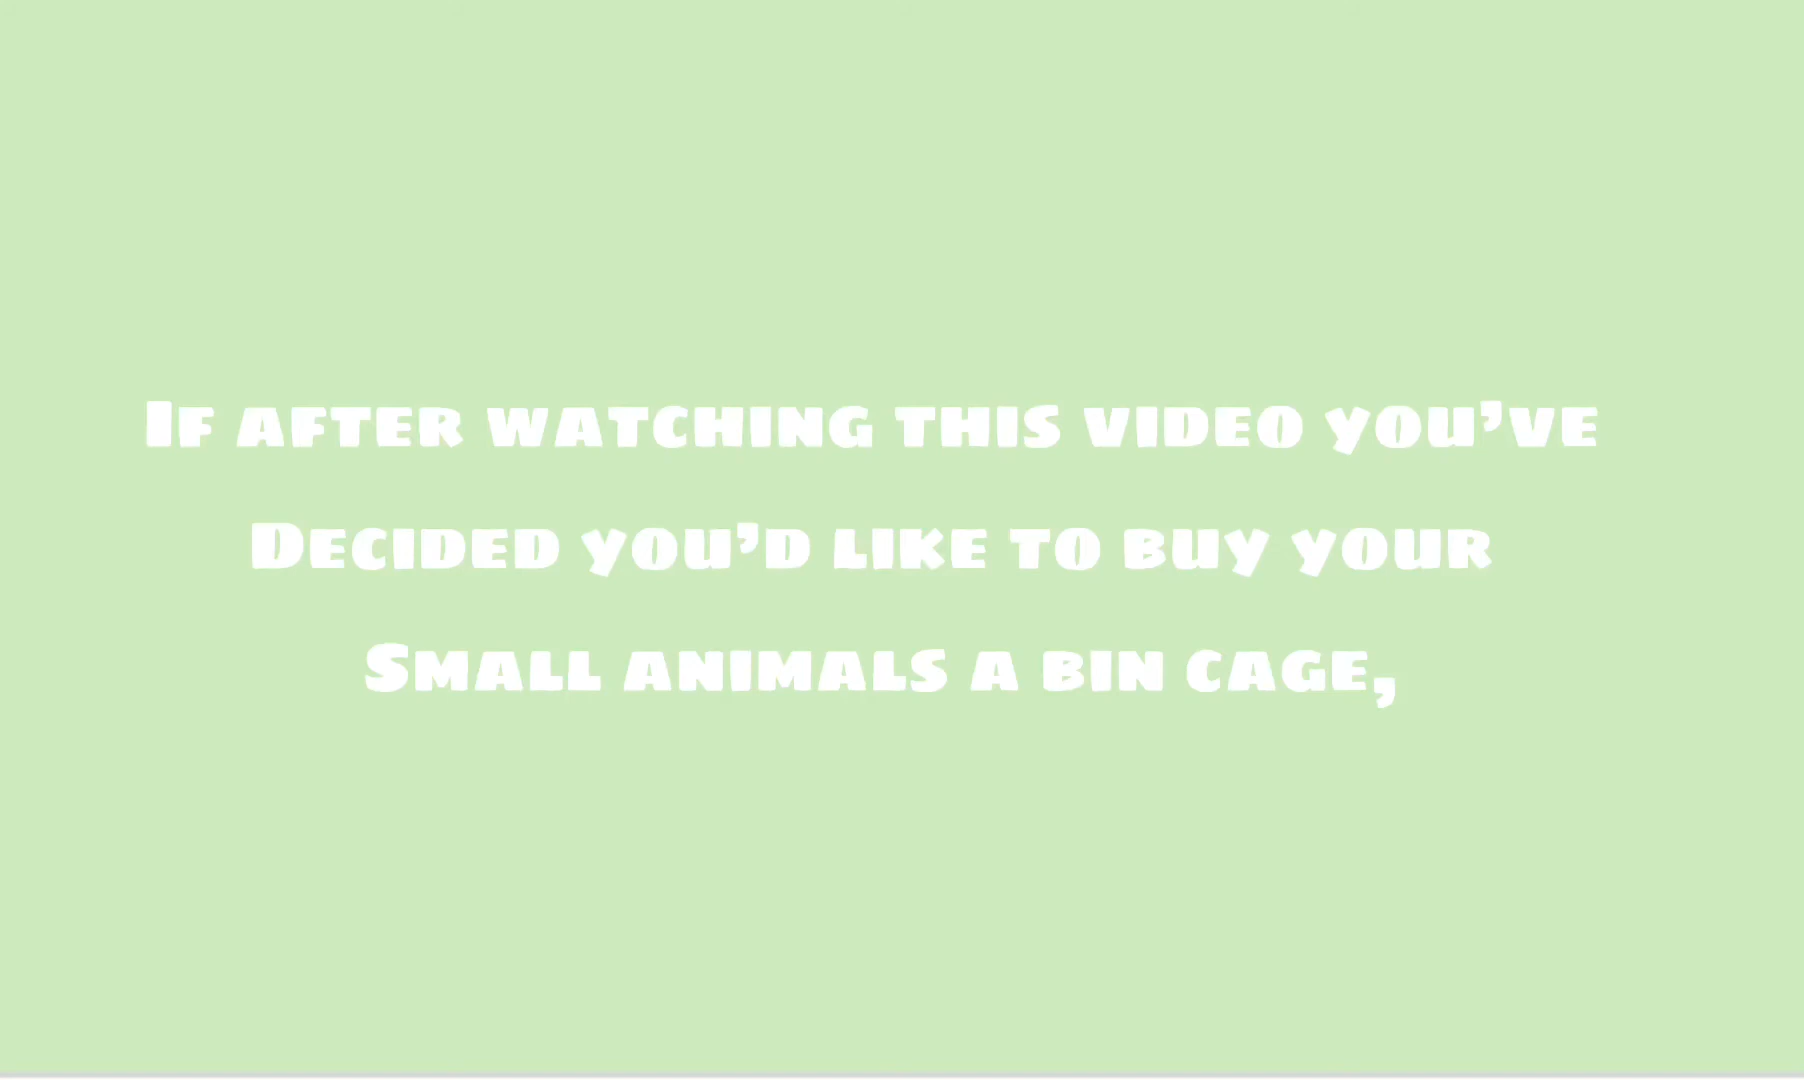 If after watching this video you’ve
Decided you’d like to buy your
Small animals a bin cage,